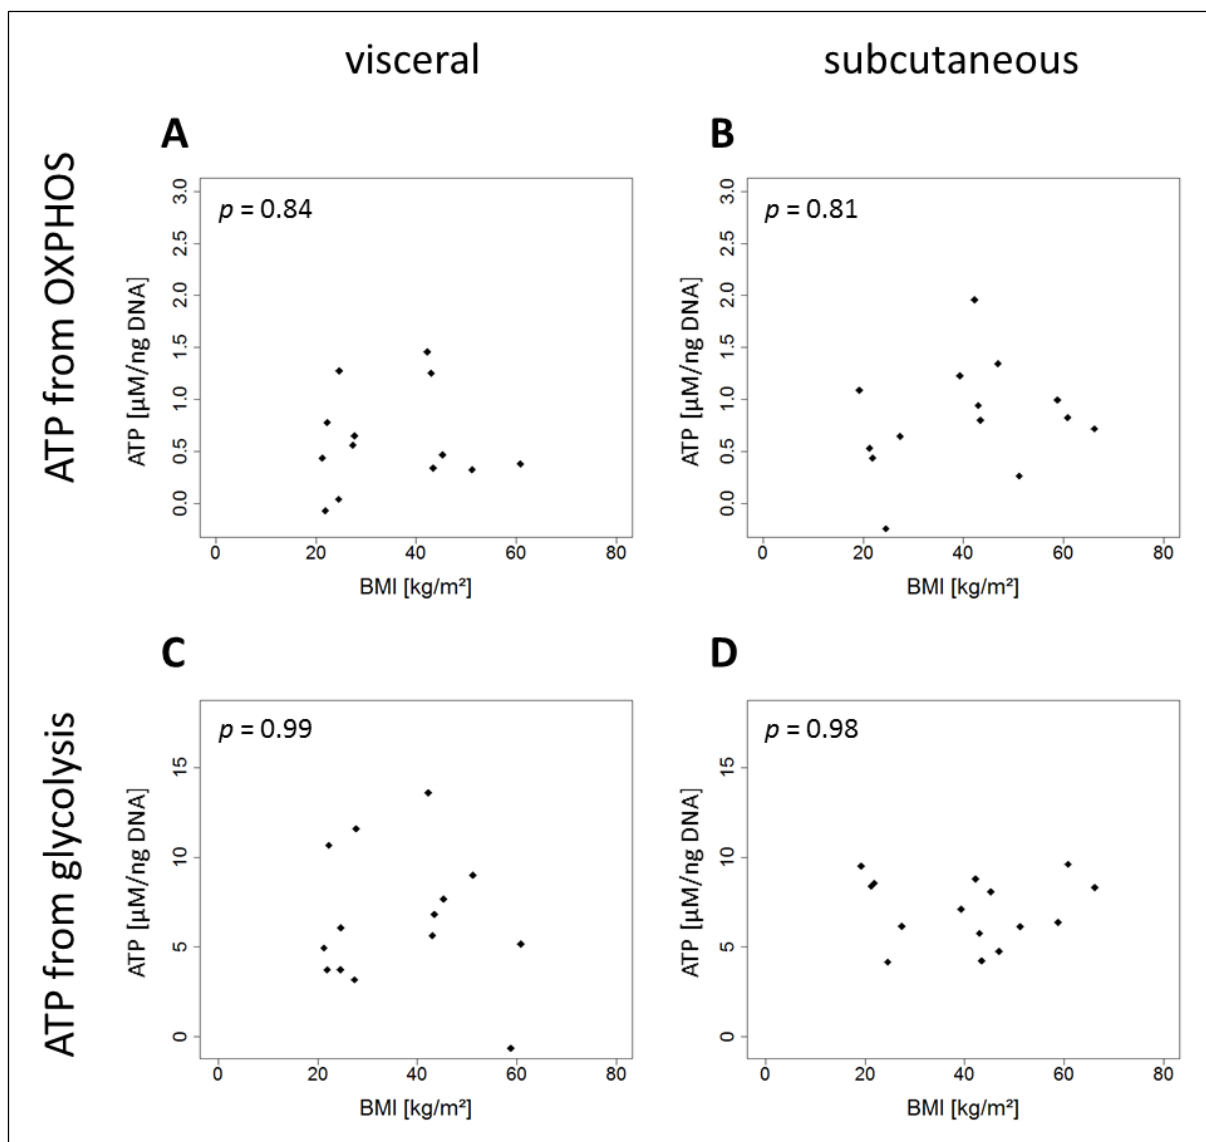 visceral
subcutaneous
ATP from OXPHOS
A
p = 0.84
ATP [µM/ng DNA]
3.0
2.5
2.0
1.5
1.0
0.5
0.0
0 20 40 60 80
BMI [kg/m²]
B
p = 0.81
ATP [µM/ng DNA]
3.0
2.5
2.0
1.5
1.0
0.5
0.0
0 20 40 60 80
BMI [kg/m²]
ATP from glycolysis
C
p = 0.99
ATP [µM/ng DNA]
15
10
5
0
0 20 40 60 80
BMI [kg/m²]
D
p = 0.98
ATP [µM/ng DNA]
15
10
5
0
0 20 40 60 80
BMI [kg/m²]